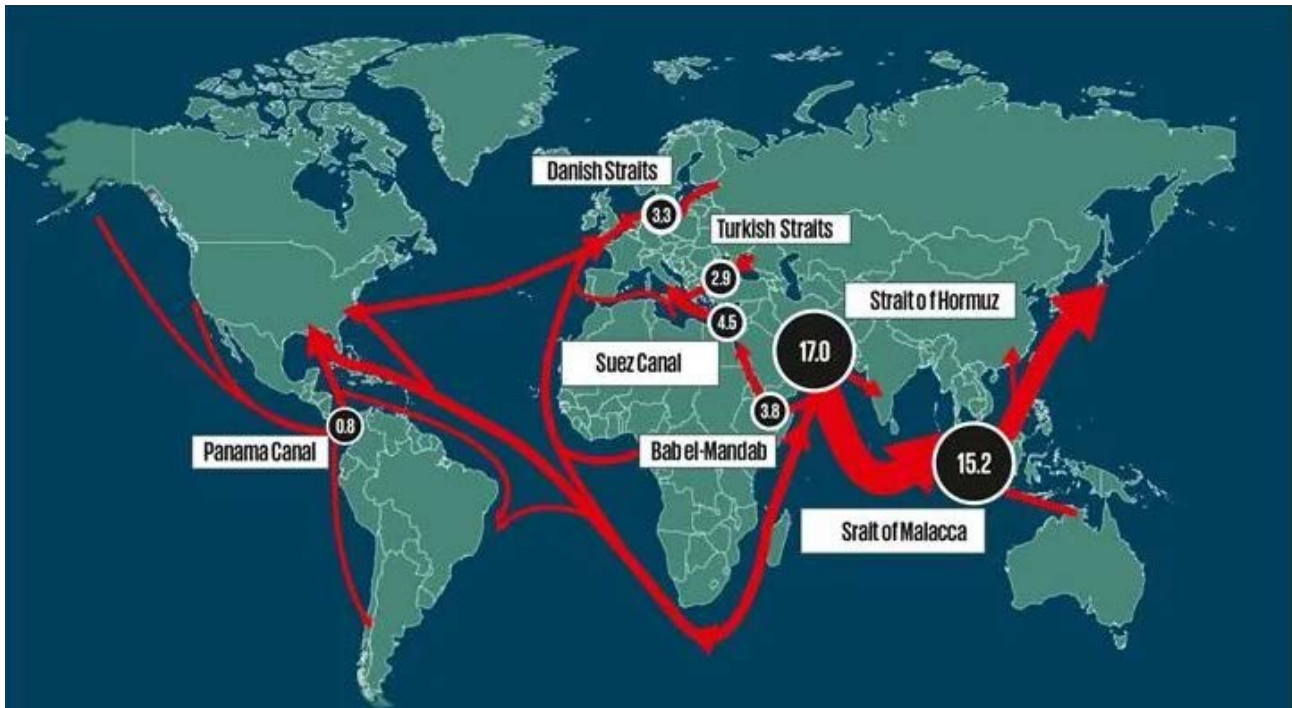 Danish Straits
3.3
Turkish Straits
2.9
Strait of Hormuz
4.5
17.0
Suez Canal
3.8
0.8
Panama Canal
Bab el-Mandab
15.2
Srait of Malacca